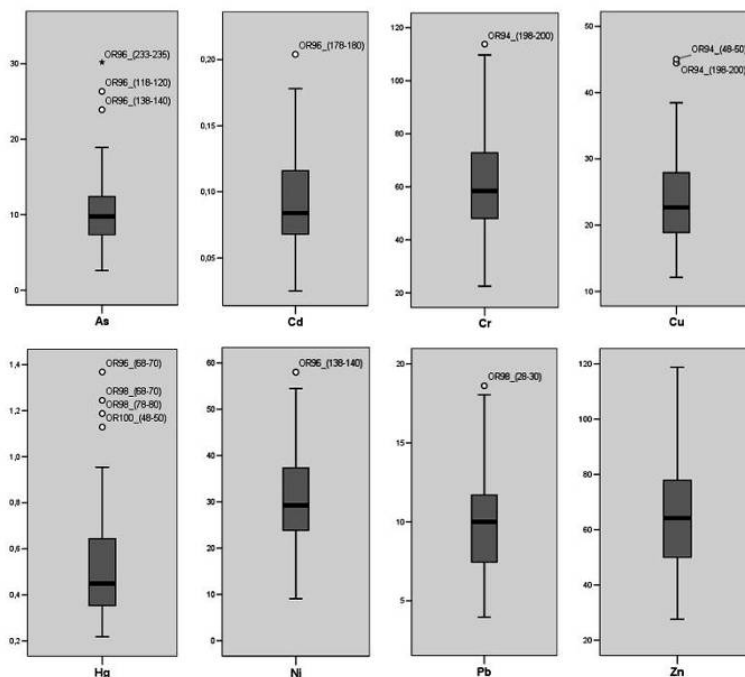 OR96_(233-235)
30
OR96_(118-120)
OR96_(138-140)
20
10
0
As
OR96_(178-180)
0,20
0,15
0,10
0,05
Cd
120
OR94_(198-200)
100
80
60
40
20
Cr
50
OR94_(48-50)
OR94_(198-200)
40
30
20
10
Cu
1,4
OR96_(68-70)
OR98_(68-70)
1,2
OR98_(78-80)
OR100_(48-50)
1,0
0,8
0,6
0,4
0,2
Hg
60
OR96_(138-140)
50
40
30
20
10
0
Ni
20
OR98_(28-30)
15
10
5
Pb
120
100
80
60
40
20
Zn